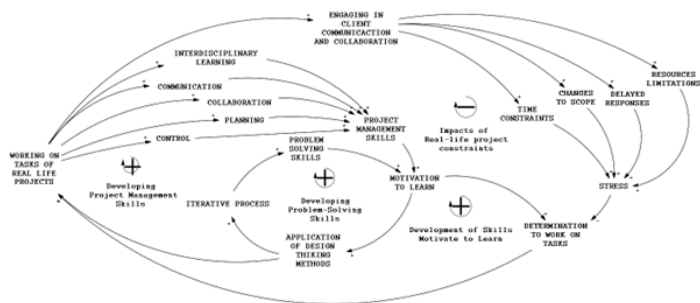 ENGAGING IN
CLIENT
COMMUNICACTION
AND COLLABORATION
INTERDISCIPLINARY
LEARNING
COMMUNICATION
COLLABORATION
PLANNING
CONTROL
PROJECT
MANAGEMENT
SKILLS
PROBLEM
SOLVING
SKILLS
Impacts of
Real-life project
constraints
TIME
CONSTRAINTS
CHANGES
TO SCOPE
DELAYED
RESPONSES
RESOURCES
LIMITATIONS
WORKING ON
TASKS OF
REAL LIFE
PROJECTS
Developing
Project Management
Skills
ITERATIVE PROCESS
Developing
Problem-Solving
Skills
MOTIVATION
TO LEARN
STRESS
Development of Skills
Motivate to Learn
APPLICATION
OF DESIGN
THIKING
METHODS
DETERMINATION
TO WORK ON
TASKS